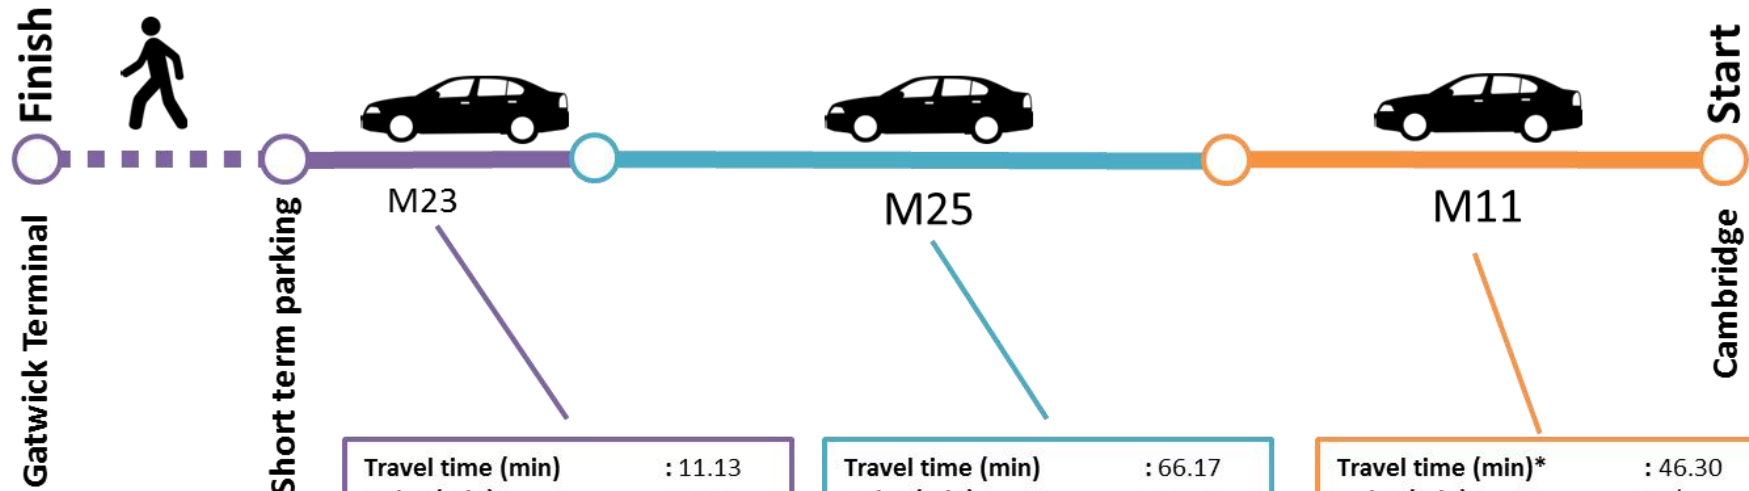 Finish
Start
M23
M25
M11
Gatwick Terminal
Short term parking
Cambridge
Travel time (min) : 11.13
Travel time (min) : 66.17
Travel time (min)* : 46.30